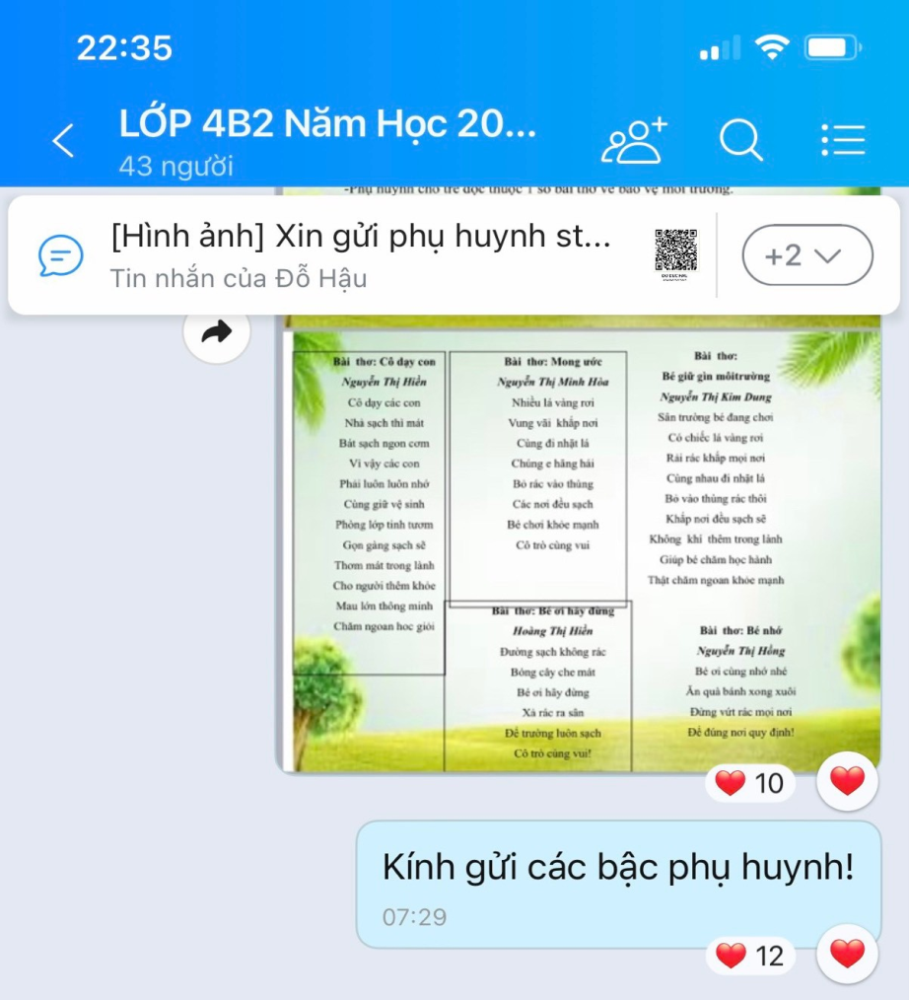 22:35
LỚP 4B2 Năm Học 20...
43 người
-Phụ huynh cho trẻ đọc thuộc 1 số bài thơ về bảo vệ môi trường.
[Hình ảnh] Xin gửi phụ huynh st...
Tin nhắn của Đỗ Hậu
+2
Bài thơ: Cô dạy con
Nguyễn Thị Hiền
Cô dạy các con
Nhà sạch thì mát
Bát sạch ngon cơm
Vì vậy các con
Phải luôn luôn nhớ
Cùng giữ vệ sinh
Phòng lớp tinh tươm
Gọn gàng sạch sẽ
Thơm mát trong lành
Cho người thêm khỏe
Mau lớn thông minh
Chăm ngoan học giỏi
Bài thơ: Mong ước
Nguyễn Thị Minh Hòa
Nhiều lá vàng rơi
Vung vãi khắp nơi
Cùng đi nhặt lá
Chúng e hăng hái
Bỏ rác vào thùng
Các nơi đều sạch
Bé chơi khỏe mạnh
Cô trò cùng vui
Bài thơ:
Bé giữ gìn môitrường
Nguyễn Thị Kim Dung
Sân trường bé đang chơi
Có chiếc lá vàng rơi
Rải rác khắp mọi nơi
Cùng nhau đi nhặt lá
Bỏ vào thùng rác thôi
Khắp nơi đều sạch sẽ
Không khí thêm trong lành
Giúp bé chăm học hành
Thật chăm ngoan khỏe mạnh
Bài thơ: Bé ơi hãy đừng
Hoàng Thị Hiền
Đường sạch không rác
Bóng cây che mát
Bé ơi hãy đừng
Xả rác ra sân
Để trường luôn sạch
Cô trò cùng vui!
Bài thơ: Bé nhớ
Nguyễn Thị Hồng
Bé ơi cùng nhớ nhé
Ăn quà bánh xong xuôi
Đừng vứt rác mọi nơi
Để đúng nơi quy định!
10
Kính gửi các bậc phụ huynh!
07:29
12